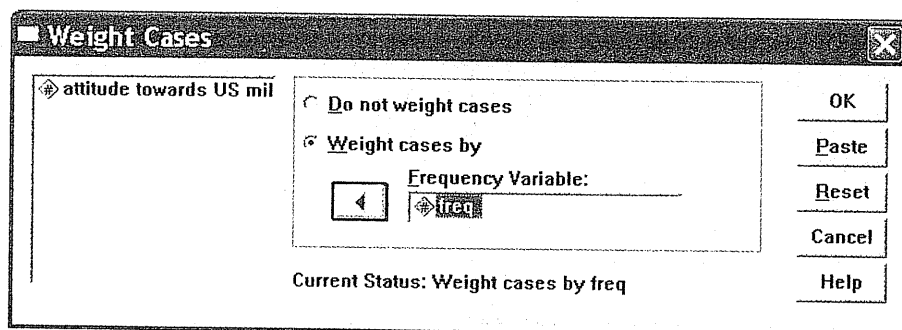 Weight Cases
attitude towards US mil
Do not weight cases
Weight cases by
Frequency Variable:
freq
Current Status: Weight cases by freq
OK
Paste
Reset
Cancel
Help